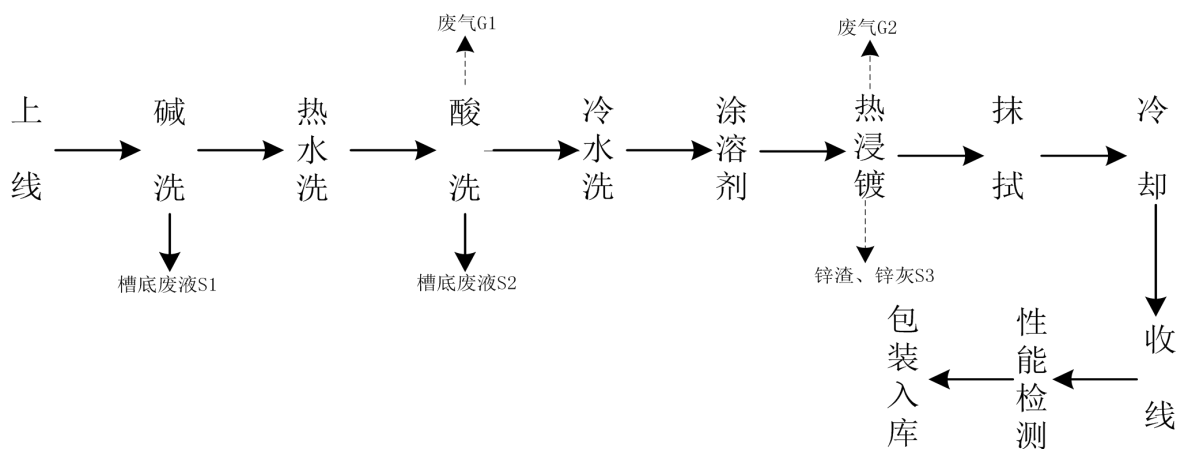 废气G1
废气G2
上线
碱洗
热水洗
酸洗
冷水洗
涂溶剂
热浸镀
抹拭
冷却
槽底废液S1
槽底废液S2
锌渣、锌灰S3
收线
性能检测
包装入库